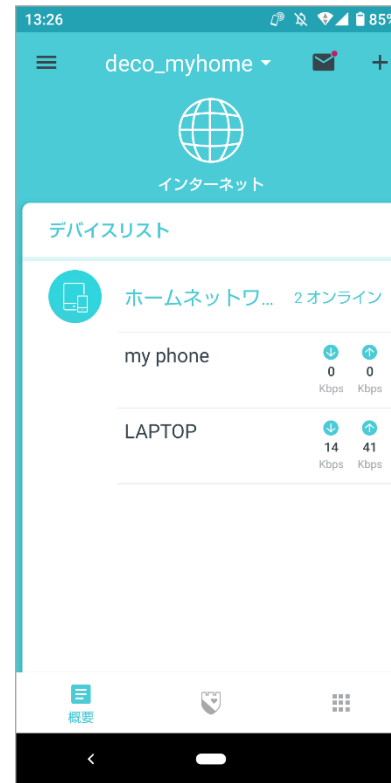 13:26 85%
deco_myhome
インターネット
デバイスリスト
ホームネットワ... 2 オンライン
my phone
0 0
Kbps Kbps
LAPTOP
14 41
Kbps Kbps
概要